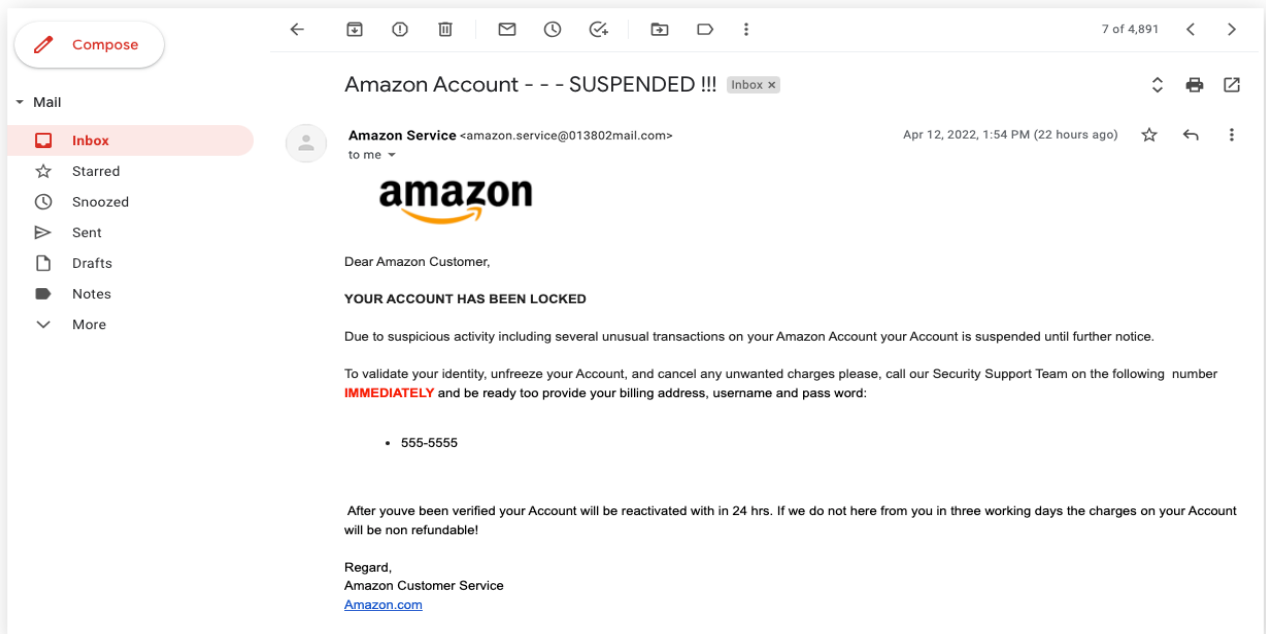 Compose
7 of 4,891
Amazon Account - - - SUSPENDED !!! Inbox ×
Mail
Amazon Service <amazon.service@013802mail.com> Apr 12, 2022, 1:54 PM (22 hours ago)
to me
Inbox
Starred
Snoozed
Sent
Drafts
Notes
More
amazon
Dear Amazon Customer,
YOUR ACCOUNT HAS BEEN LOCKED
Due to suspicious activity including several unusual transactions on your Amazon Account your Account is suspended until further notice.
To validate your identity, unfreeze your Account, and cancel any unwanted charges please, call our Security Support Team on the following number
IMMEDIATELY and be ready too provide your billing address, username and pass word:
• 555-5555
After youve been verified your Account will be reactivated with in 24 hrs. If we do not here from you in three working days the charges on your Account
will be non refundable!
Regard,
Amazon Customer Service
Amazon.com